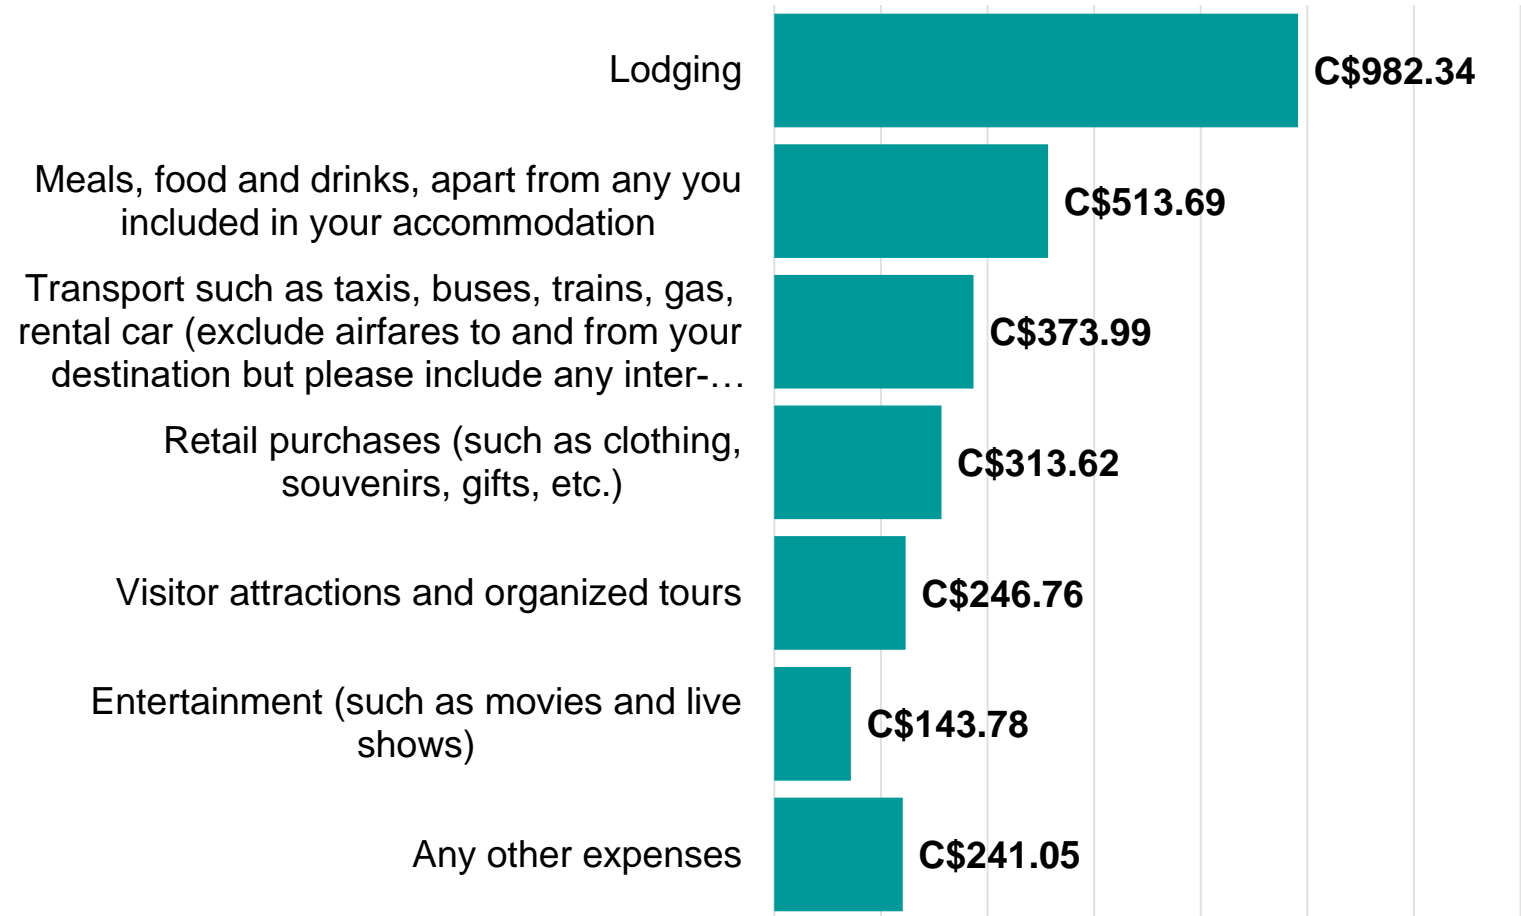 Lodging
C$982.34
Meals, food and drinks, apart from any you
included in your accommodation
C$513.69
Transport such as taxis, buses, trains, gas,
rental car (exclude airfares to and from your
destination but please include any inter-…
C$373.99
Retail purchases (such as clothing,
souvenirs, gifts, etc.)
C$313.62
Visitor attractions and organized tours
C$246.76
Entertainment (such as movies and live
shows)
C$143.78
Any other expenses
C$241.05